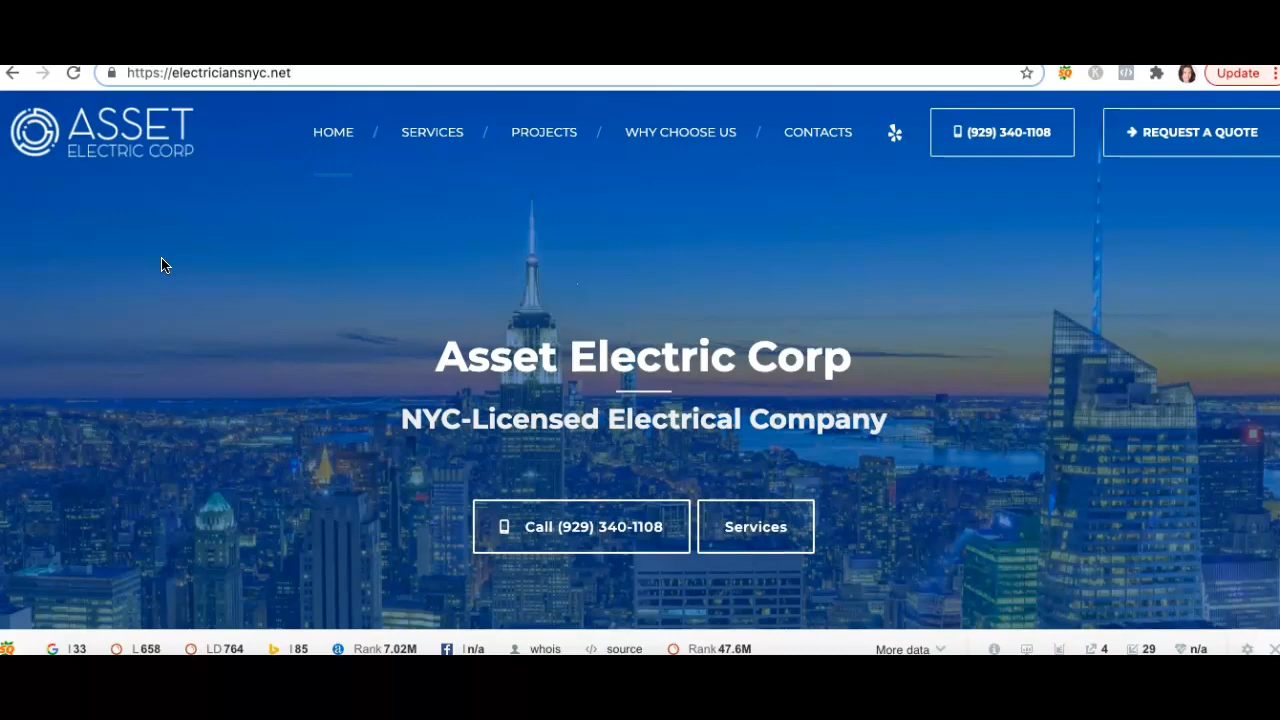 https://electriciansnyc.net
Update
ASSET
ELECTRIC CORP
HOME / SERVICES / PROJECTS / WHY CHOOSE US / CONTACTS
(929) 340-1108
REQUEST A QUOTE
Asset Electric Corp
NYC-Licensed Electrical Company
Call (929) 340-1108
Services
SQ G I 33 L 658 LD 764 b I 85 a Rank 7.02M f I n/a whois </> source Rank 47.6M More data 4 29 n/a